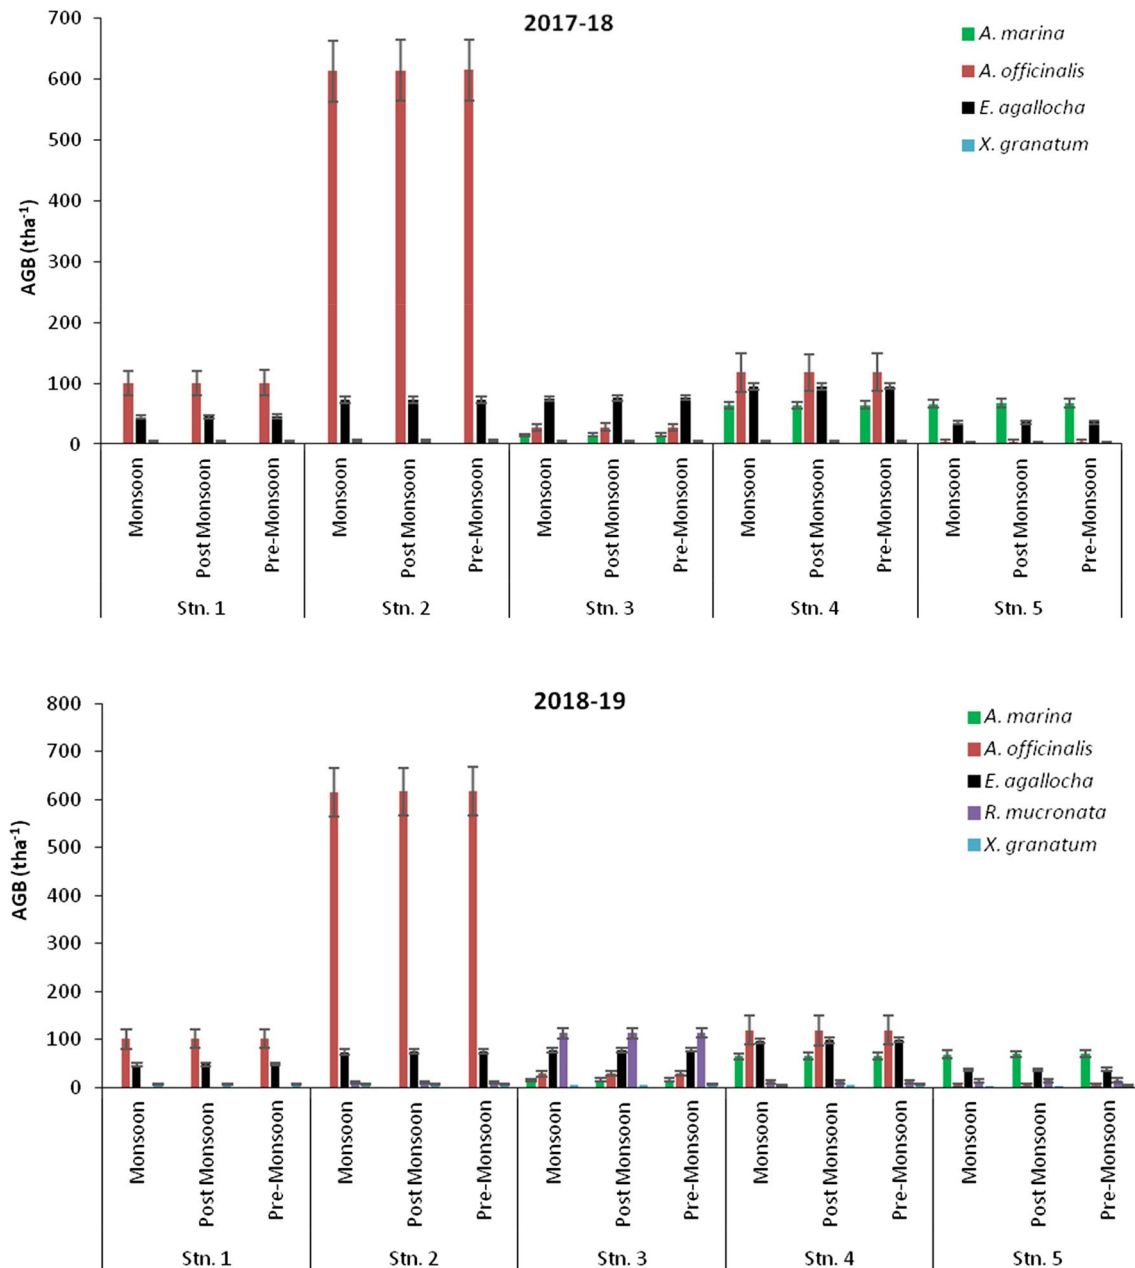 2017-18
AGB (tha-1)
700
600
500
400
300
200
100
0
A. marina
A. officinalis
E. agallocha
X. granatum
Monsoon
Post Monsoon
Pre-Monsoon
Monsoon
Post Monsoon
Pre-Monsoon
Monsoon
Post Monsoon
Pre-Monsoon
Monsoon
Post Monsoon
Pre-Monsoon
Monsoon
Post Monsoon
Pre-Monsoon
Stn. 1
Stn. 2
Stn. 3
Stn. 4
Stn. 5
2018-19
AGB (tha-1)
800
700
600
500
400
300
200
100
0
A. marina
A. officinalis
E. agallocha
R. mucronata
X. granatum
Monsoon
Post Monsoon
Pre-Monsoon
Monsoon
Post Monsoon
Pre-Monsoon
Monsoon
Post Monsoon
Pre-Monsoon
Monsoon
Post Monsoon
Pre-Monsoon
Monsoon
Post Monsoon
Pre-Monsoon
Stn. 1
Stn. 2
Stn. 3
Stn. 4
Stn. 5